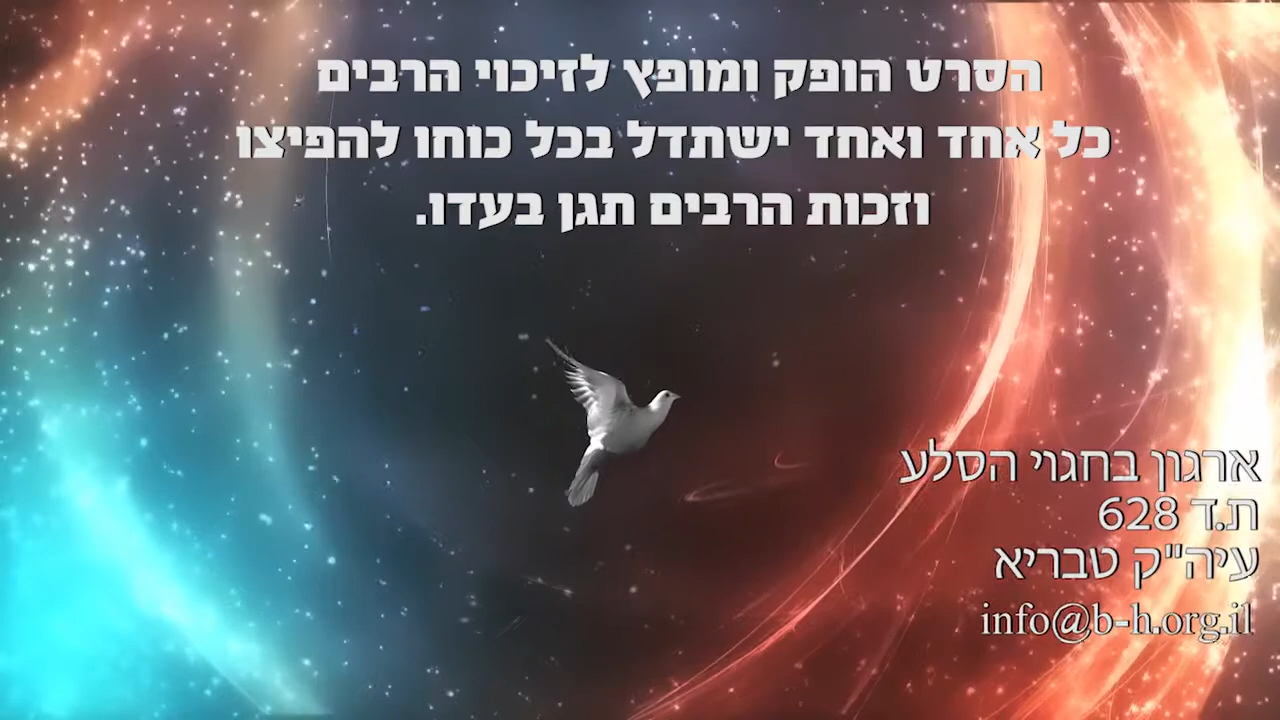 הסרט הופק ומופץ לזיכוי הרבים
כל אחד ואחד ישתדל בכל כוחו להפיצו
וזכות הרבים תגן בעדו.
ארגון בחגוי הסלע
ת.ד 628
עיה"ק טבריא
info@b-h.org.il